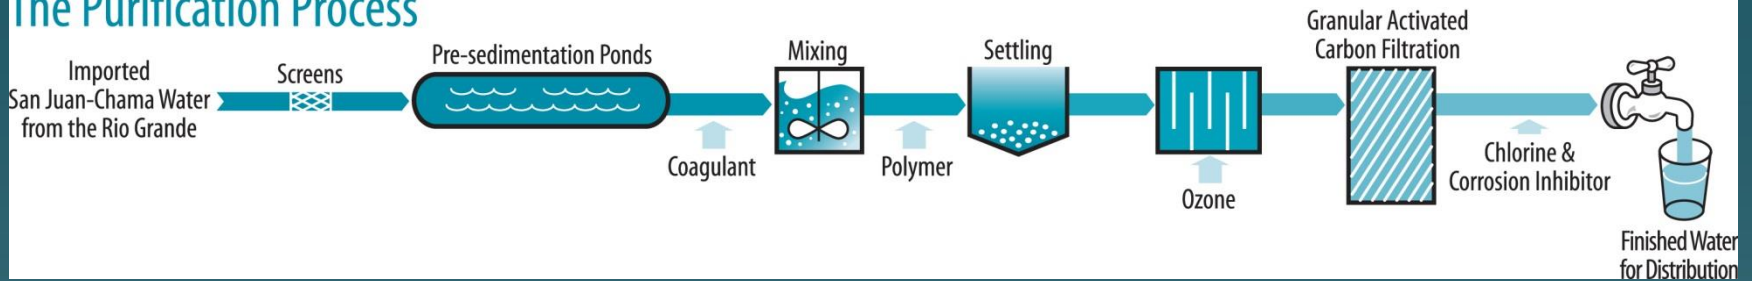 The Purification Process
Imported
San Juan-Chama Water
from the Rio Grande
Screens
Pre-sedimentation Ponds
Coagulant
Mixing
Polymer
Settling
Ozone
Granular Activated
Carbon Filtration
Chlorine &
Corrosion Inhibitor
Finished Water
for Distribution